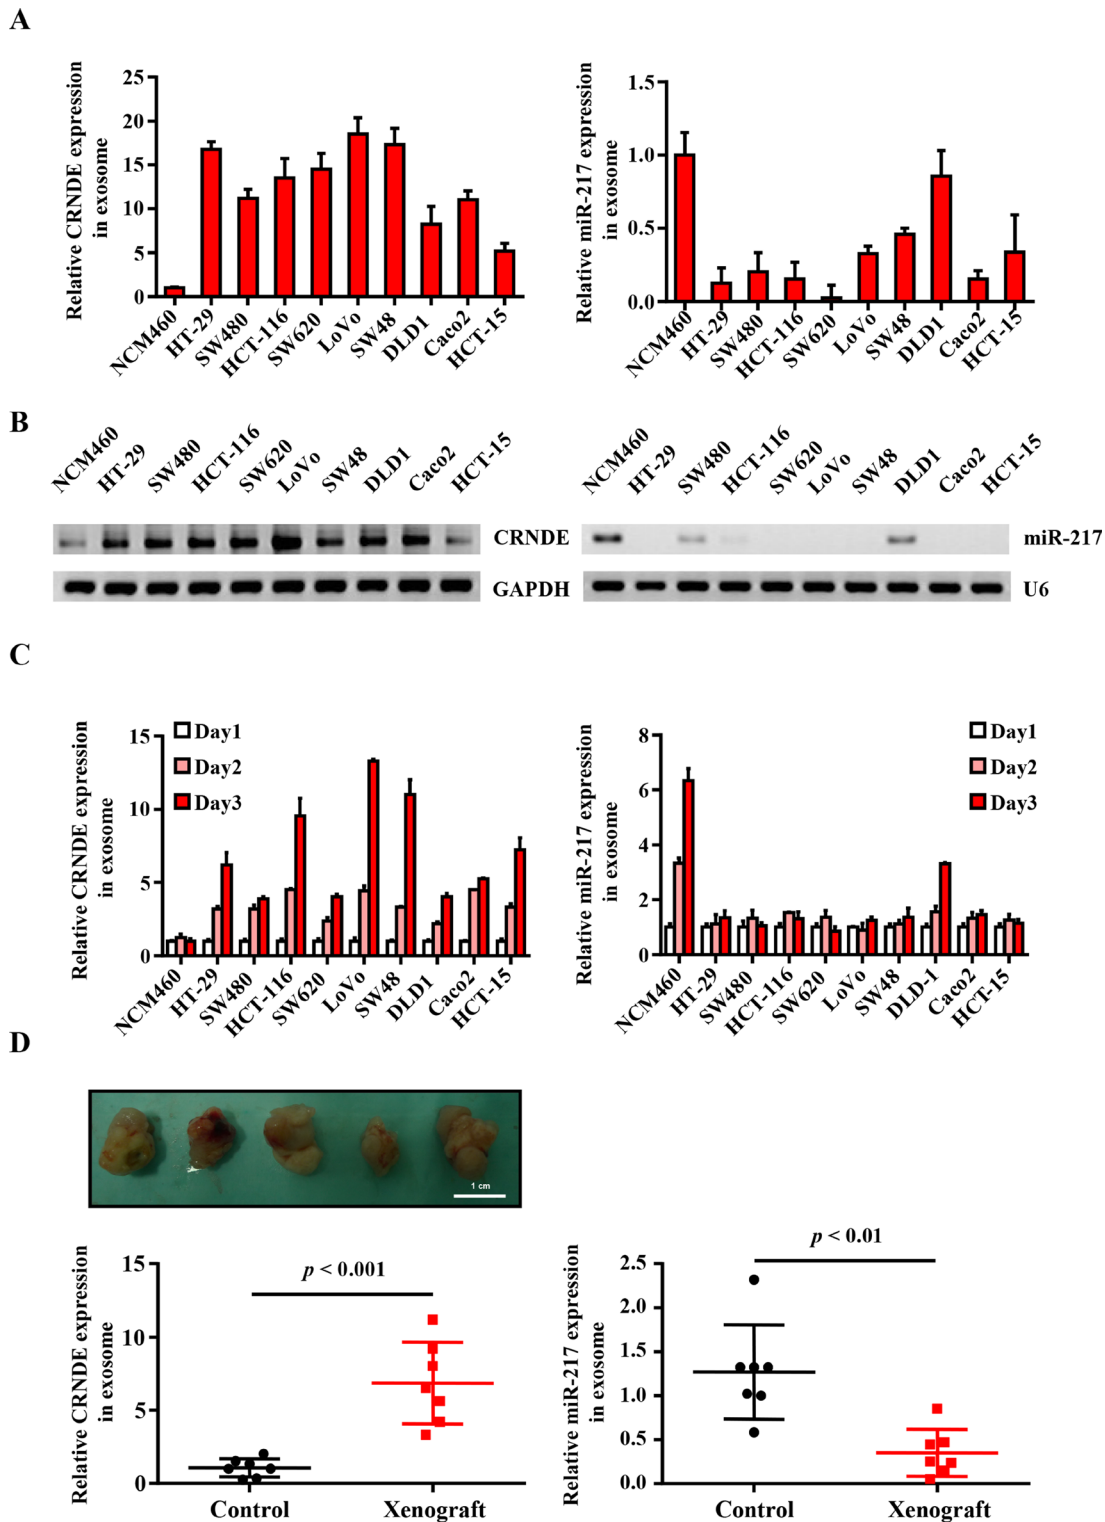 A
Relative CRNDE expression
in exosome
25
20
15
10
5
0
NCM460
HT-29
SW480
HCT-116
SW620
LoVo
SW48
DLD1
Caco2
HCT-15
Relative miR-217 expression
in exosome
1.5
1.0
0.5
0.0
NCM460
HT-29
SW480
HCT-116
SW620
LoVo
SW48
DLD1
Caco2
HCT-15
B
NCM460
HT-29
SW480
HCT-116
SW620
LoVo
SW48
DLD1
Caco2
HCT-15
CRNDE
GAPDH
NCM460
HT-29
SW480
HCT-116
SW620
LoVo
SW48
DLD1
Caco2
HCT-15
miR-217
U6
C
Relative CRNDE expression
in exosome
15
10
5
0
Day1
Day2
Day3
NCM460
HT-29
SW480
HCT-116
SW620
LoVo
SW48
DLD1
Caco2
HCT-15
Relative miR-217 expression
in exosome
8
6
4
2
0
Day1
Day2
Day3
NCM460
HT-29
SW480
HCT-116
SW620
LoVo
SW48
DLD-1
Caco2
HCT-15
D
1 cm
Relative CRNDE expression
in exosome
15
10
5
0
p < 0.001
Control
Xenograft
Relative miR-217 expression
in exosome
2.5
2.0
1.5
1.0
0.5
0.0
p < 0.01
Control
Xenograft